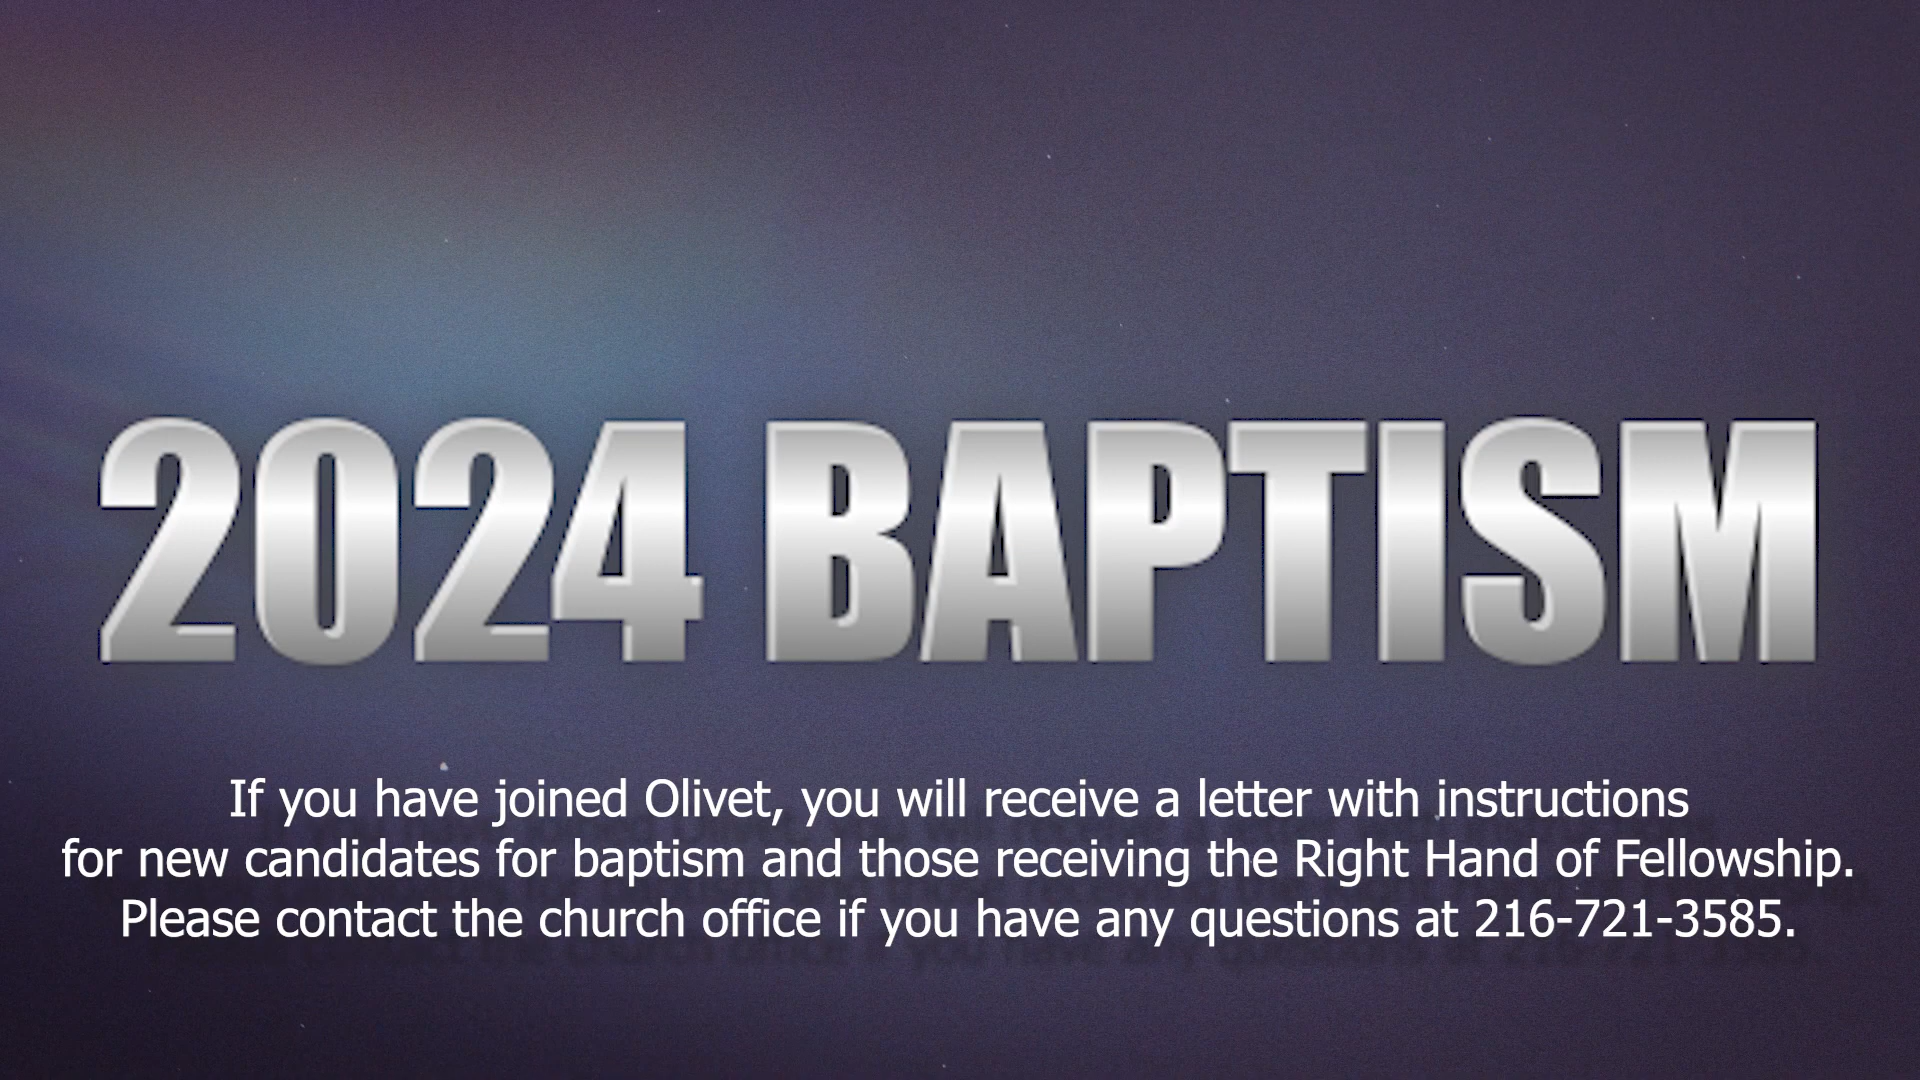 2024 BAPTISM
If you have joined Olivet, you will receive a letter with instructions
for new candidates for baptism and those receiving the Right Hand of Fellowship.
Please contact the church office if you have any questions at 216-721-3585.